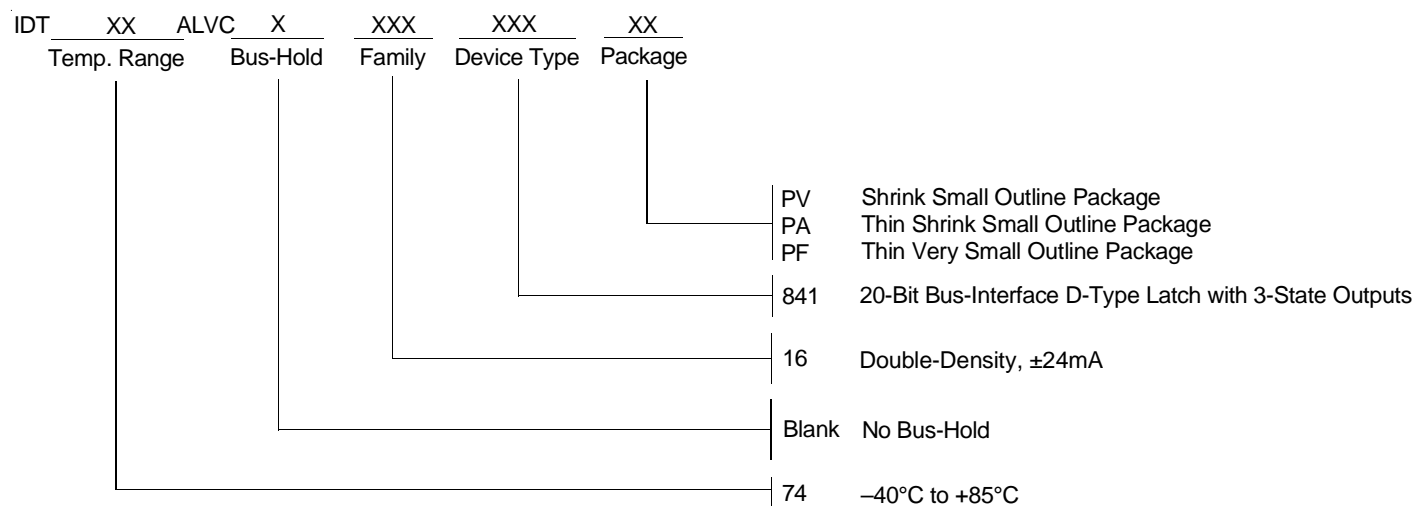 IDT XX ALVC X XXX XXX XX
Temp. Range Bus-Hold Family Device Type Package
PV Shrink Small Outline Package
PA Thin Shrink Small Outline Package
PF Thin Very Small Outline Package
841 20-Bit Bus-Interface D-Type Latch with 3-State Outputs
16 Double-Density, ±24mA
Blank No Bus-Hold
74 –40°C to +85°C